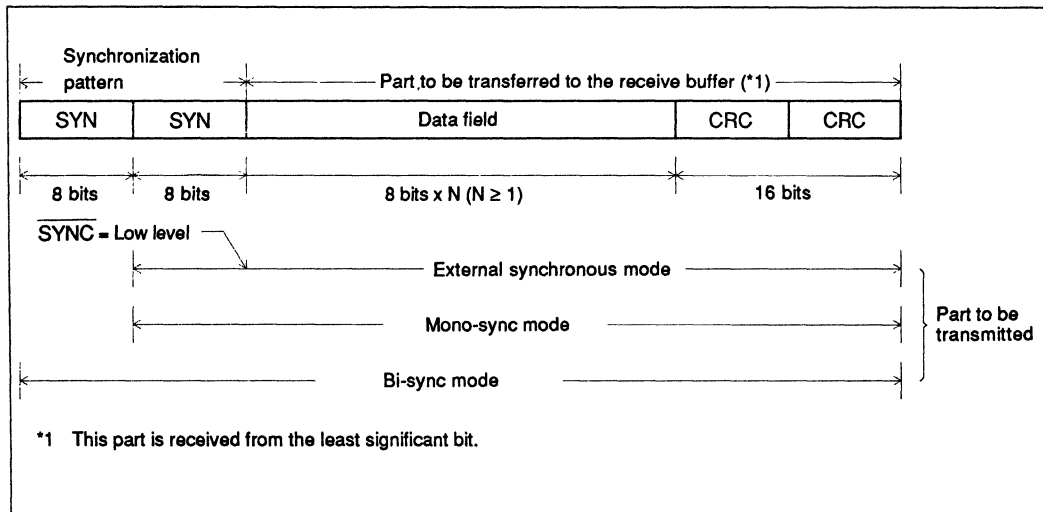 Synchronization
pattern
Part,to be transferred to the receive buffer (*1)
SYN SYN Data field CRC CRC
8 bits 8 bits 8 bits x N (N ≥ 1) 16 bits
SYNC = Low level
External synchronous mode
Mono-sync mode
Part to be
transmitted
Bi-sync mode
*1 This part is received from the least significant bit.